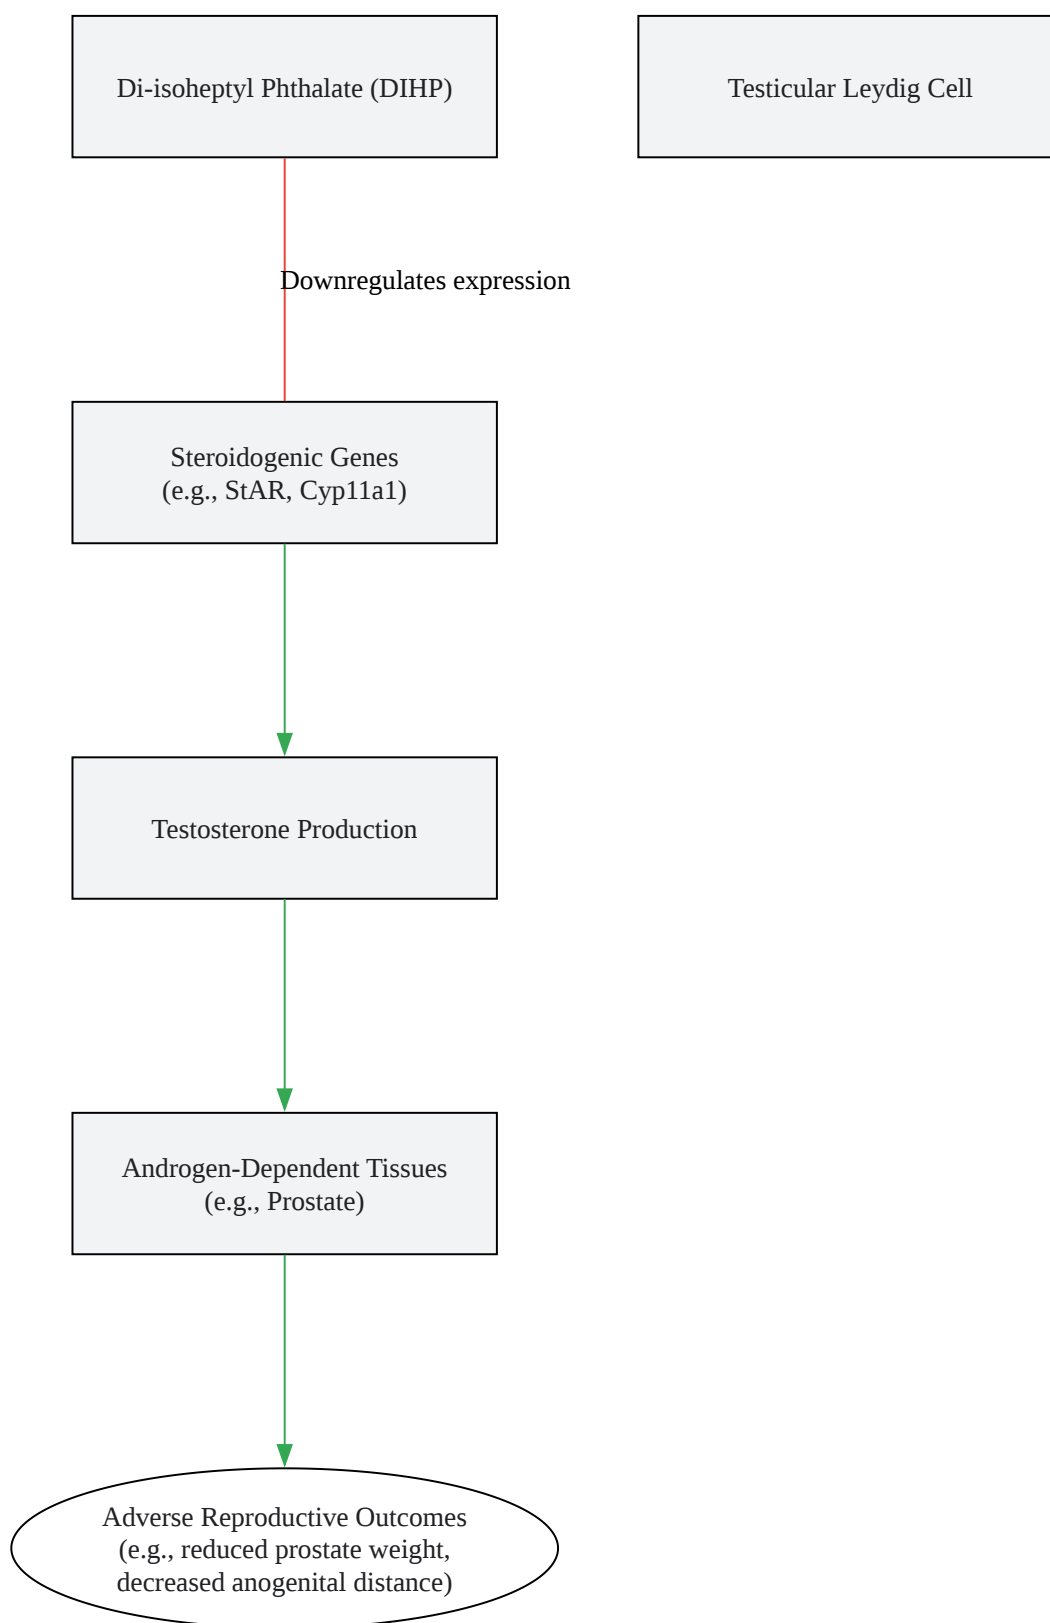 Di-isoheptyl Phthalate (DIHP)
Testicular Leydig Cell
Downregulates expression
Steroidogenic Genes
(e.g., StAR, Cyp11a1)
Testosterone Production
Androgen-Dependent Tissues
(e.g., Prostate)
Adverse Reproductive Outcomes
(e.g., reduced prostate weight,
decreased anogenital distance)